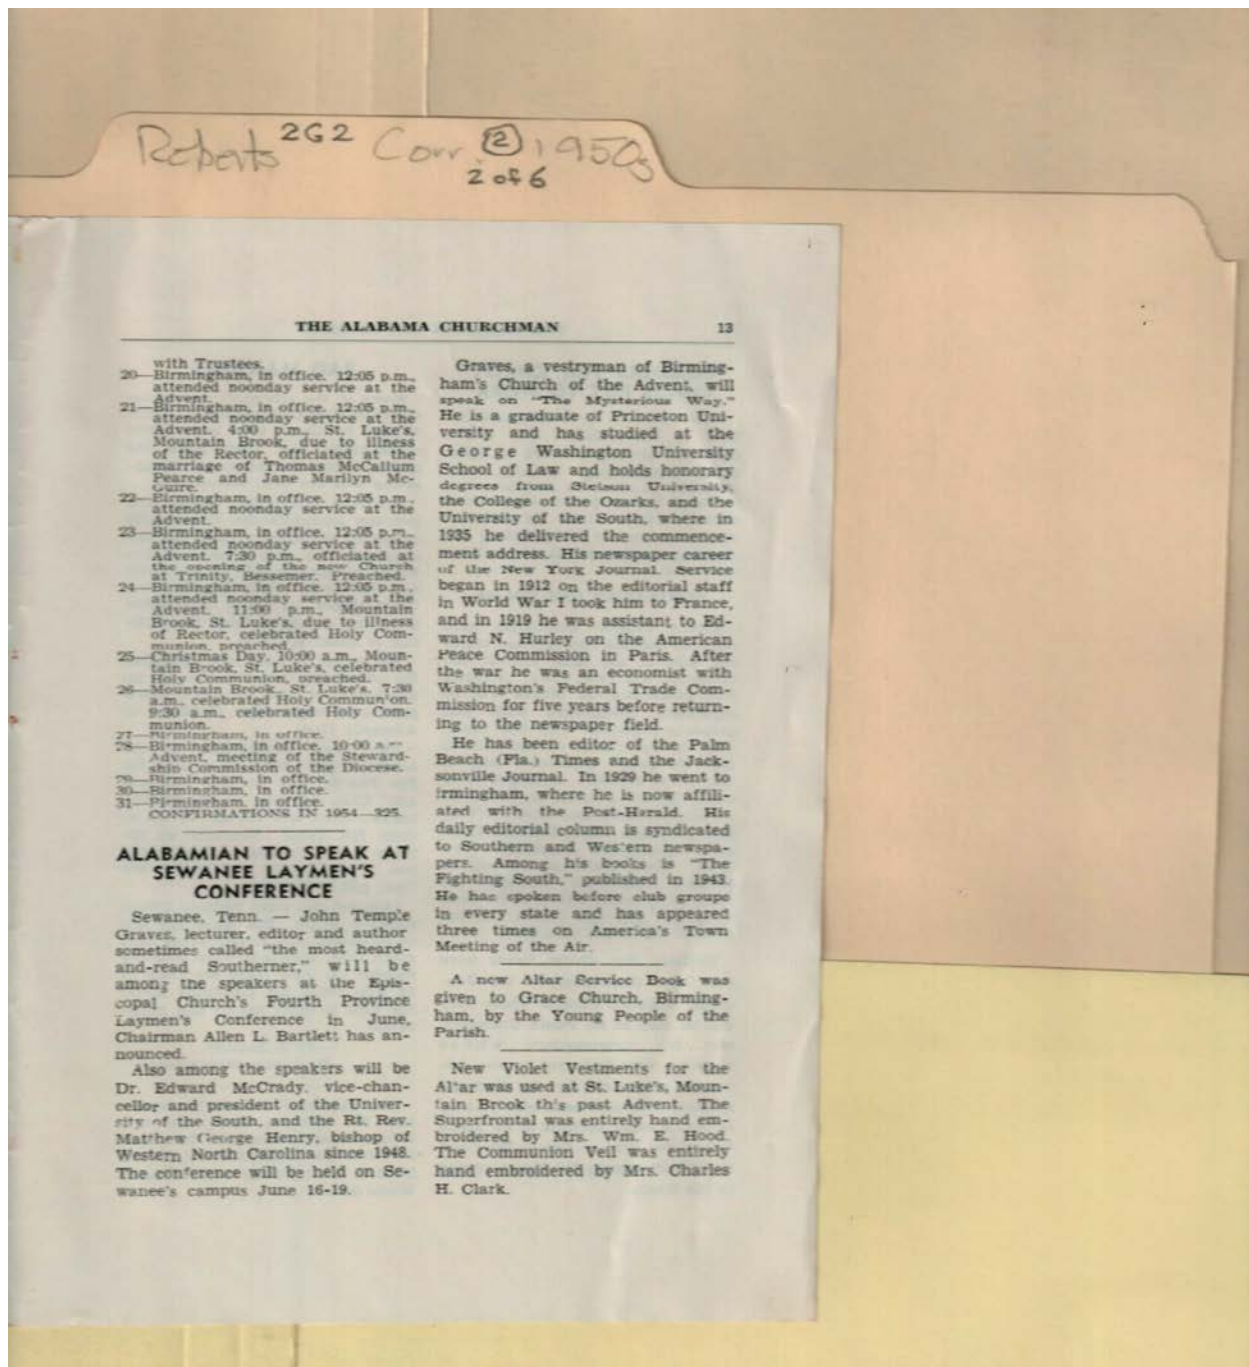 Roberts 2G2 Corr. 2 1950s
2 of 6
THE ALABAMA CHURCHMAN 13
with Trustees.
20—Birmingham, in office. 12:05 p.m.,
attended noonday service at the
Advent.
21—Birmingham, in office. 12:05 p.m.,
attended noonday service at the
Advent. 4:00 p.m., St. Luke's,
Mountain Brook, due to illness
of the Rector, officiated at the
marriage of Thomas McCallum
Pearce and Jane Marilyn Mc-
Guire.
22—Birmingham, in office. 12:05 p.m.,
attended noonday service at the
Advent.
23—Birmingham, in office. 12:05 p.m.,
attended noonday service at the
Advent. 7:30 p.m., officiated at
the opening of the new Church
at Trinity, Bessemer. Preached.
24—Birmingham, in office. 12:05 p.m.,
attended noonday service at the
Advent. 11:00 p.m., Mountain
Brook, St. Luke's, due to illness
of Rector, celebrated Holy Com-
munion, preached.
25—Christmas Day, 10:00 a.m., Moun-
tain Brook, St. Luke's, celebrated
Holy Communion, preached.
26—Mountain Brook, St. Luke's. 7:30
a.m., celebrated Holy Communion.
9:30 a.m., celebrated Holy Com-
munion.
27—Birmingham, in office.
28—Birmingham, in office. 10:00 a.m.
Advent, meeting of the Steward-
ship Commission of the Diocese.
29—Birmingham, in office.
30—Birmingham, in office.
31—Birmingham, in office.
CONFIRMATIONS IN 1954—325.
ALABAMIAN TO SPEAK AT
SEWANEE LAYMEN'S
CONFERENCE
Sewanee, Tenn. — John Temple
Graves, lecturer, editor and author
sometimes called "the most heard-
and-read Southerner," will be
among the speakers at the Epis-
copal Church's Fourth Province
Laymen's Conference in June,
Chairman Allen L. Bartlett has an-
nounced.
Also among the speakers will be
Dr. Edward McCrady, vice-chan-
cellor and president of the Univer-
sity of the South, and the Rt. Rev.
Matthew George Henry, bishop of
Western North Carolina since 1948.
The conference will be held on Se-
wanee's campus June 16-19.
Graves, a vestryman of Birming-
ham's Church of the Advent, will
speak on "The Mysterious Way."
He is a graduate of Princeton Uni-
versity and has studied at the
George Washington University
School of Law and holds honorary
degrees from Stetson University,
the College of the Ozarks, and the
University of the South, where in
1935 he delivered the commence-
ment address. His newspaper career
of the New York Journal. Service
began in 1912 on the editorial staff
in World War I took him to France,
and in 1919 he was assistant to Ed-
ward N. Hurley on the American
Peace Commission in Paris. After
the war he was an economist with
Washington's Federal Trade Com-
mission for five years before return-
ing to the newspaper field.
He has been editor of the Palm
Beach (Fla.) Times and the Jack-
sonville Journal. In 1929 he went to
irmingham, where he is now affili-
ated with the Post-Herald. His
daily editorial column is syndicated
to Southern and Western newspa-
pers. Among his books is "The
Fighting South," published in 1943.
He has spoken before club groups
in every state and has appeared
three times on America's Town
Meeting of the Air.
A new Altar Service Book was
given to Grace Church, Birming-
ham, by the Young People of the
Parish.
New Violet Vestments for the
Altar was used at St. Luke's, Moun-
tain Brook this past Advent. The
Superfrontal was entirely hand em-
broidered by Mrs. Wm. E. Hood.
The Communion Veil was entirely
hand embroidered by Mrs. Charles
H. Clark.